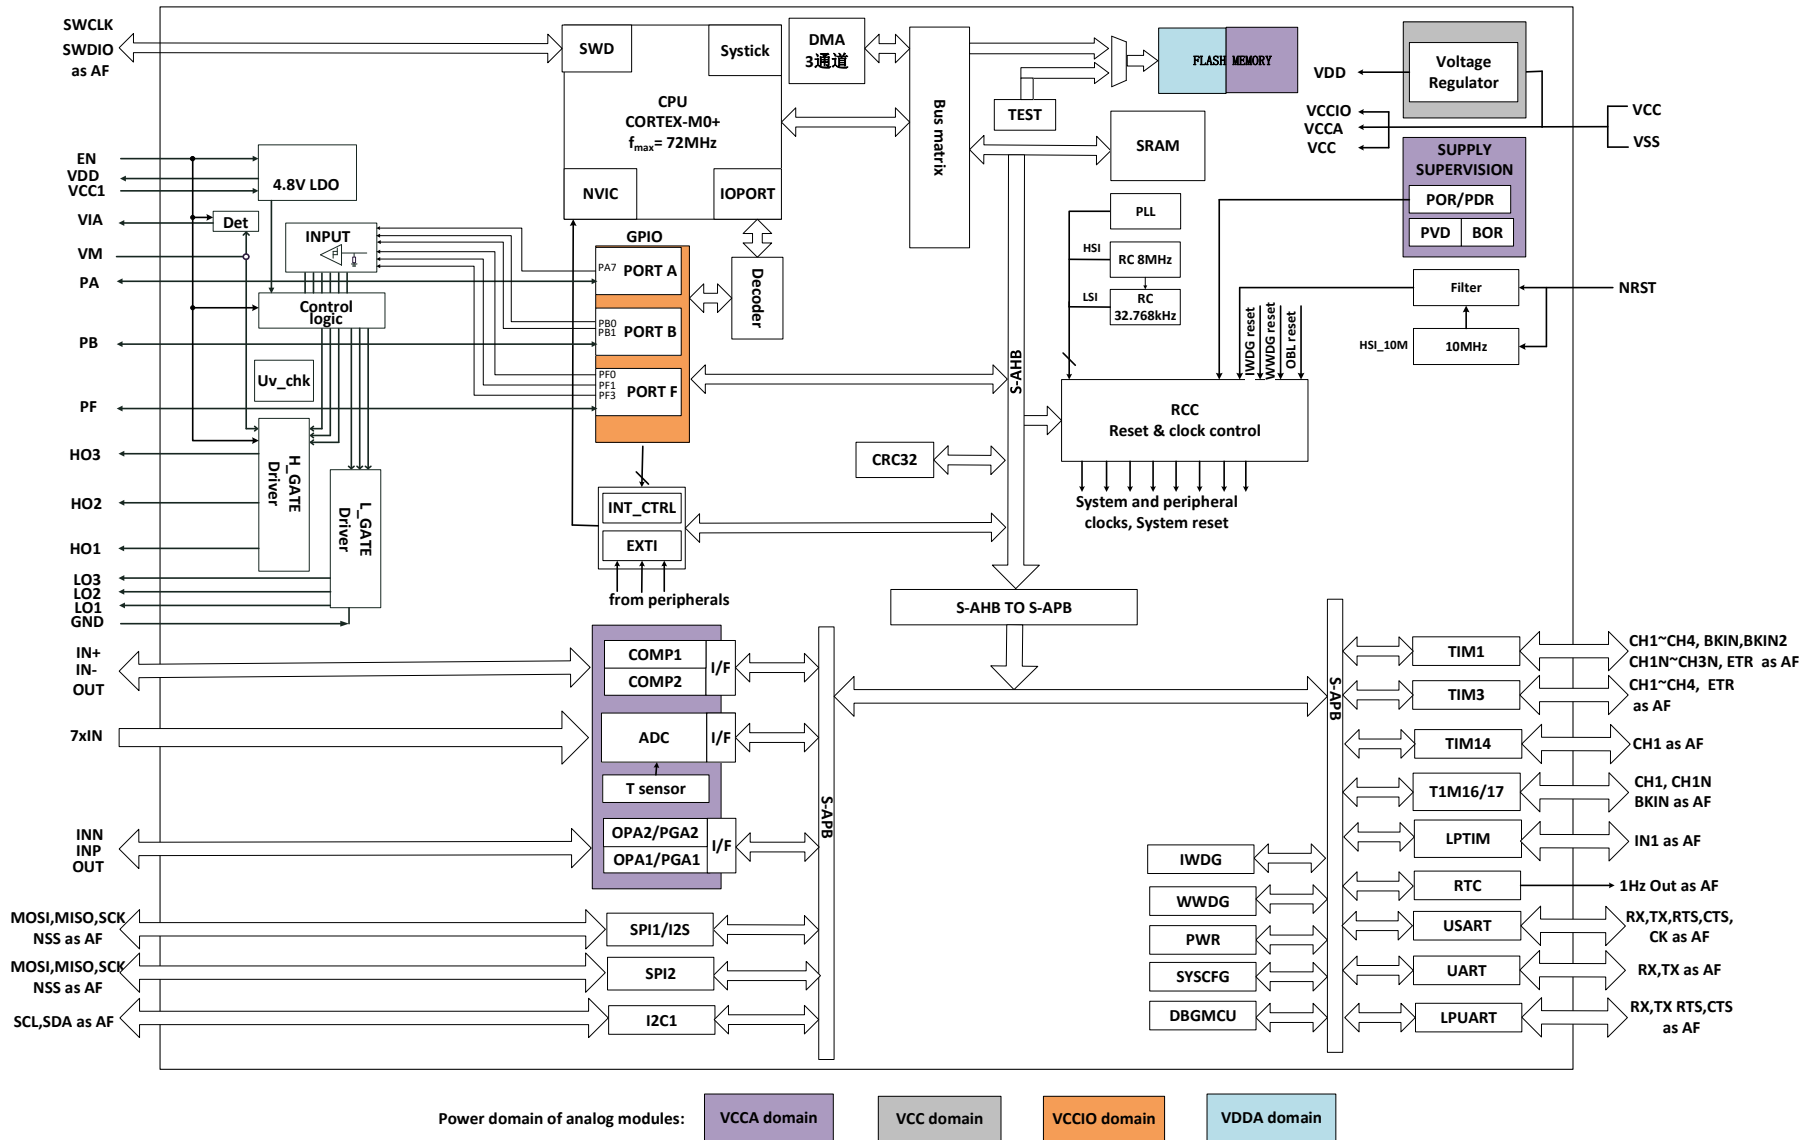 SWCLK
SWDIO
as AF
SWD
Systick
CPU
CORTEX-M0+
fmax= 72MHz
NVIC
IOPORT
DMA
3通道
Bus matrix
TEST
FLASH MEMORY
SRAM
Voltage
Regulator
VDD
VCCIO
VCCA
VCC
VCC
VSS
SUPPLY
SUPERVISION
POR/PDR
PVD
BOR
EN
VDD
VCC1
VIA
VM
PA
PB
PF
HO3
HO2
HO1
LO3
LO2
LO1
GND
4.8V LDO
Det
INPUT
Control
logic
Uv_chk
H_GATE
Driver
L_GATE
Driver
GPIO
PA7
PORT A
PB0
PB1
PORT B
PF0
PF1
PF3
PORT F
Decoder
PLL
HSI
RC 8MHz
LSI
RC
32.768kHz
Filter
NRST
HSI_10M
10MHz
IWDG reset
WWDG reset
OBL reset
S-AHB
RCC
Reset & clock control
System and peripheral
clocks, System reset
CRC32
INT_CTRL
EXTI
from peripherals
S-AHB TO S-APB
IN+
IN-
OUT
COMP1
COMP2
I/F
7xIN
ADC
I/F
T sensor
INN
INP
OUT
OPA2/PGA2
OPA1/PGA1
I/F
MOSI,MISO,SCK
NSS as AF
SPI1/I2S
MOSI,MISO,SCK
NSS as AF
SPI2
SCL,SDA as AF
I2C1
S-APB
S-APB
IWDG
WWDG
PWR
SYSCFG
DBGMCU
TIM1
CH1~CH4, BKIN,BKIN2
CH1N~CH3N, ETR as AF
TIM3
CH1~CH4, ETR
as AF
TIM14
CH1 as AF
T1M16/17
CH1, CH1N
BKIN as AF
LPTIM
IN1 as AF
RTC
1Hz Out as AF
USART
RX,TX,RTS,CTS,
CK as AF
UART
RX,TX as AF
LPUART
RX,TX RTS,CTS
as AF
Power domain of analog modules:
VCCA domain
VCC domain
VCCIO domain
VDDA domain